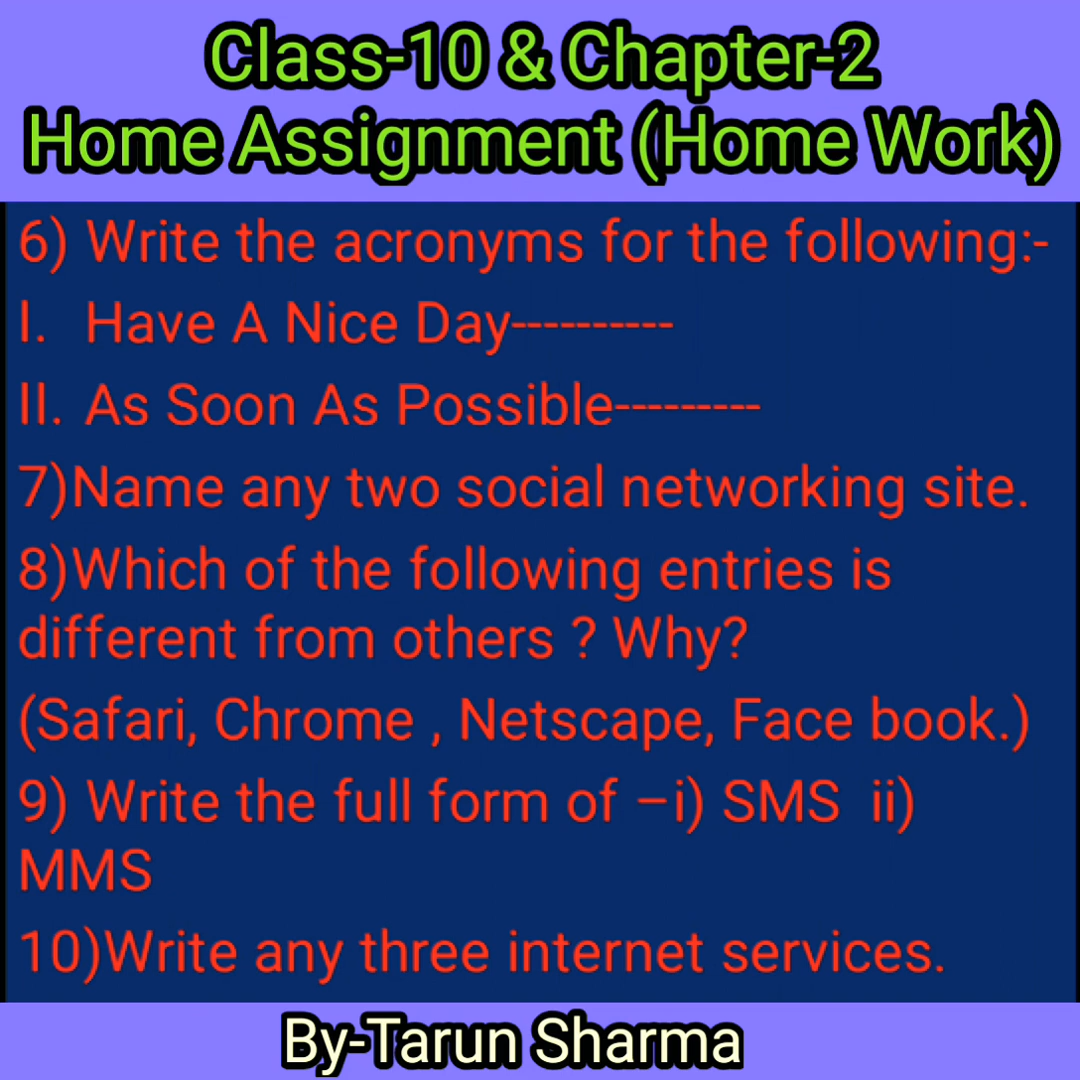 Class-10 & Chapter-2
Home Assignment (Home Work)
6) Write the acronyms for the following:-
I. Have A Nice Day----------
II. As Soon As Possible---------
7)Name any two social networking site.
8)Which of the following entries is
different from others ? Why?
(Safari, Chrome , Netscape, Face book.)
9) Write the full form of –i) SMS ii)
MMS
10)Write any three internet services.
By-Tarun Sharma